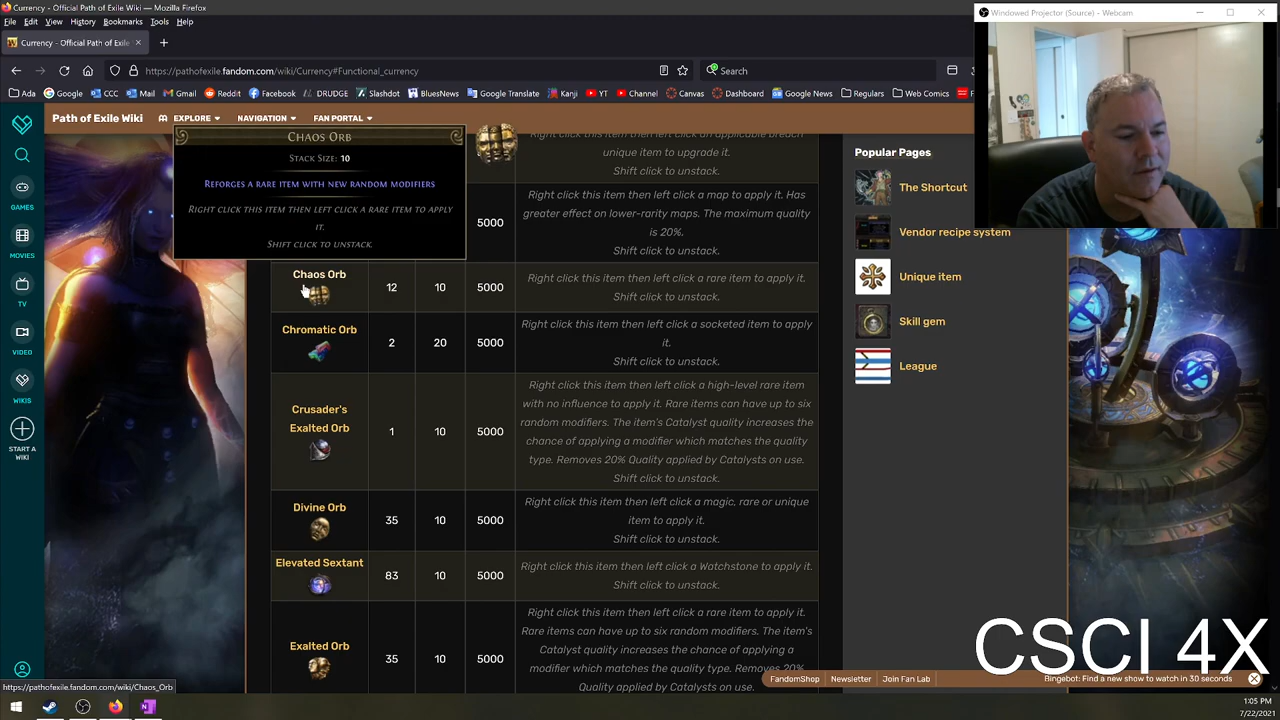 Currency - Official Path of Exile Wiki — Mozilla Firefox
File Edit View History Bookmarks Tools Help
Currency - Official Path of Exile
https://pathofexile.fandom.com/wiki/Currency#Functional_currency
Search
Ada
Google
CCC
Mail
Gmail
Reddit
Facebook
DRUDGE
Slashdot
BluesNews
Google Translate
Kanji
YT
Channel
Canvas
Dashboard
Google News
Regulars
Web Comics
Windowed Projector (Source) - Webcam
Path of Exile Wiki
EXPLORE
NAVIGATION
FAN PORTAL
GAMES
MOVIES
TV
VIDEO
WIKIS
START A
WIKI
Chaos Orb
Stack Size: 10
Reforges a rare item with new random modifiers
Right click this item then left click a rare item to apply
it.
Shift click to unstack.
unique item to upgrade it.
Shift click to unstack.
5000
Right click this item then left click a map to apply it. Has
greater effect on lower-rarity maps. The maximum quality
is 20%.
Shift click to unstack.
Chaos Orb
12
10
5000
Right click this item then left click a rare item to apply it.
Shift click to unstack.
Chromatic Orb
2
20
5000
Right click this item then left click a socketed item to apply
it.
Shift click to unstack.
Crusader's
Exalted Orb
1
10
5000
Right click this item then left click a high-level rare item
with no influence to apply it. Rare items can have up to six
random modifiers. The item's Catalyst quality increases the
chance of applying a modifier which matches the quality
type. Removes 20% Quality applied by Catalysts on use.
Shift click to unstack.
Divine Orb
35
10
5000
Right click this item then left click a magic, rare or unique
item to apply it.
Shift click to unstack.
Elevated Sextant
83
10
5000
Right click this item then left click a Watchstone to apply it.
Shift click to unstack.
Exalted Orb
35
10
5000
Right click this item then left click a rare item to apply it.
Rare items can have up to six random modifiers. The item's
Catalyst quality increases the chance of applying a
modifier which matches the quality type. Removes 20%
Quality applied by Catalysts on use.
Popular Pages
The Shortcut
Vendor recipe system
Unique item
Skill gem
League
CSCI 4X
FandomShop
Newsletter
Join Fan Lab
Bingebot: Find a new show to watch in 30 seconds
https://pathofexile.fandom.com/wiki/Chaos_Orb
1:05 PM
7/22/2021